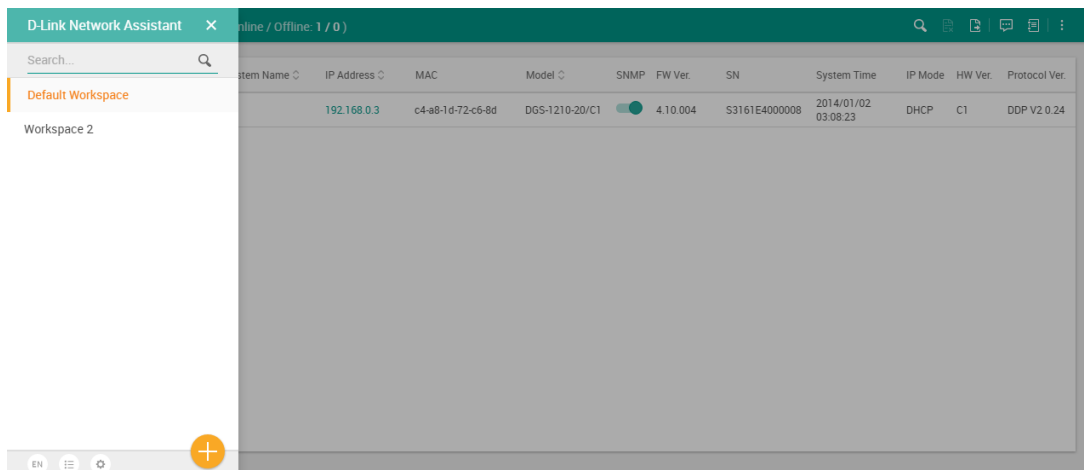 D-Link Network Assistant
nline / Offline: 1 / 0 )
Search...
Default Workspace
Workspace 2
EN
stem Name IP Address MAC Model SNMP FW Ver. SN System Time IP Mode HW Ver. Protocol Ver.
192.168.0.3 c4-a8-1d-72-c6-8d DGS-1210-20/C1 4.10.004 S3161E4000008 2014/01/02 DHCP C1 DDP V2 0.24
03:08:23